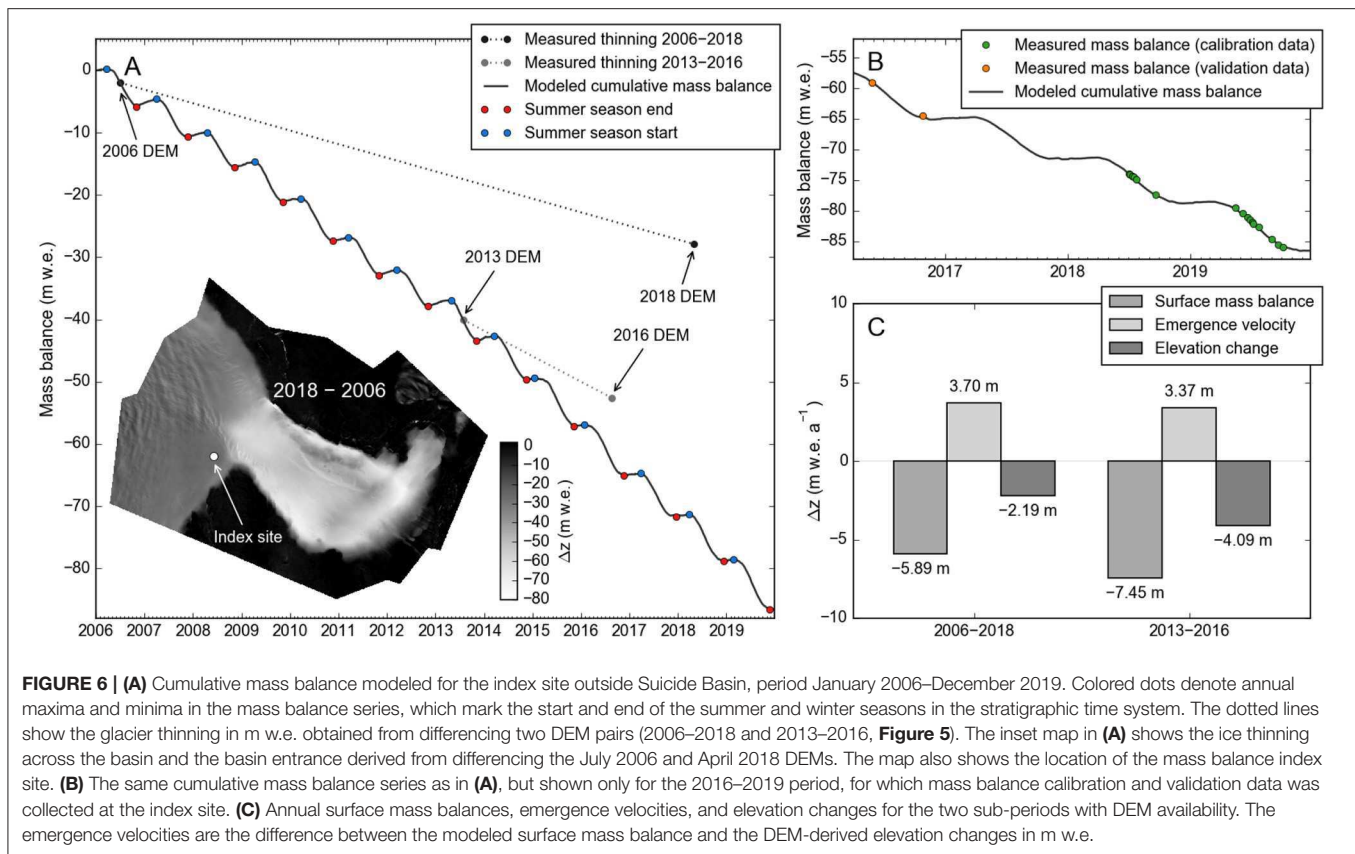 A
Measured thinning 2006−2018
Measured thinning 2013−2016
Modeled cumulative mass balance
Summer season end
Summer season start
0
−10
−20
−30
−40
−50
−60
−70
−80
Mass balance (m w.e.)
2006 DEM
2013 DEM
2018 DEM
2016 DEM
2018 − 2006
Index site
0
−10
−20
−30
−40
−50
−60
−70
−80
Δz (m w.e.)
2006 2007 2008 2009 2010 2011 2012 2013 2014 2015 2016 2017 2018 2019
B
Measured mass balance (calibration data)
Measured mass balance (validation data)
Modeled cumulative mass balance
−55
−60
−65
−70
−75
−80
−85
Mass balance (m w.e.)
2017 2018 2019
C
Surface mass balance
Emergence velocity
Elevation change
10
5
0
−5
−10
Δz (m w.e. a⁻¹)
3.70 m
3.37 m
−2.19 m
−4.09 m
−5.89 m
−7.45 m
2006−2018 2013−2016
FIGURE 6 | (A) Cumulative mass balance modeled for the index site outside Suicide Basin, period January 2006–December 2019. Colored dots denote annual
maxima and minima in the mass balance series, which mark the start and end of the summer and winter seasons in the stratigraphic time system. The dotted lines
show the glacier thinning in m w.e. obtained from differencing two DEM pairs (2006–2018 and 2013–2016, Figure 5). The inset map in (A) shows the ice thinning
across the basin and the basin entrance derived from differencing the July 2006 and April 2018 DEMs. The map also shows the location of the mass balance index
site. (B) The same cumulative mass balance series as in (A), but shown only for the 2016–2019 period, for which mass balance calibration and validation data was
collected at the index site. (C) Annual surface mass balances, emergence velocities, and elevation changes for the two sub-periods with DEM availability. The
emergence velocities are the difference between the modeled surface mass balance and the DEM-derived elevation changes in m w.e.